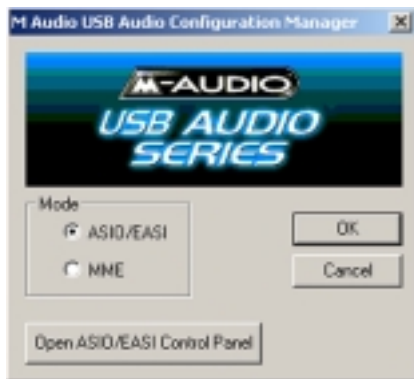 M Audio USB Audio Configuration Manager
M-AUDIO
USB AUDIO
SERIES
Mode
ASIO/EASI
MME
OK
Cancel
Open ASIO/EASI Control Panel